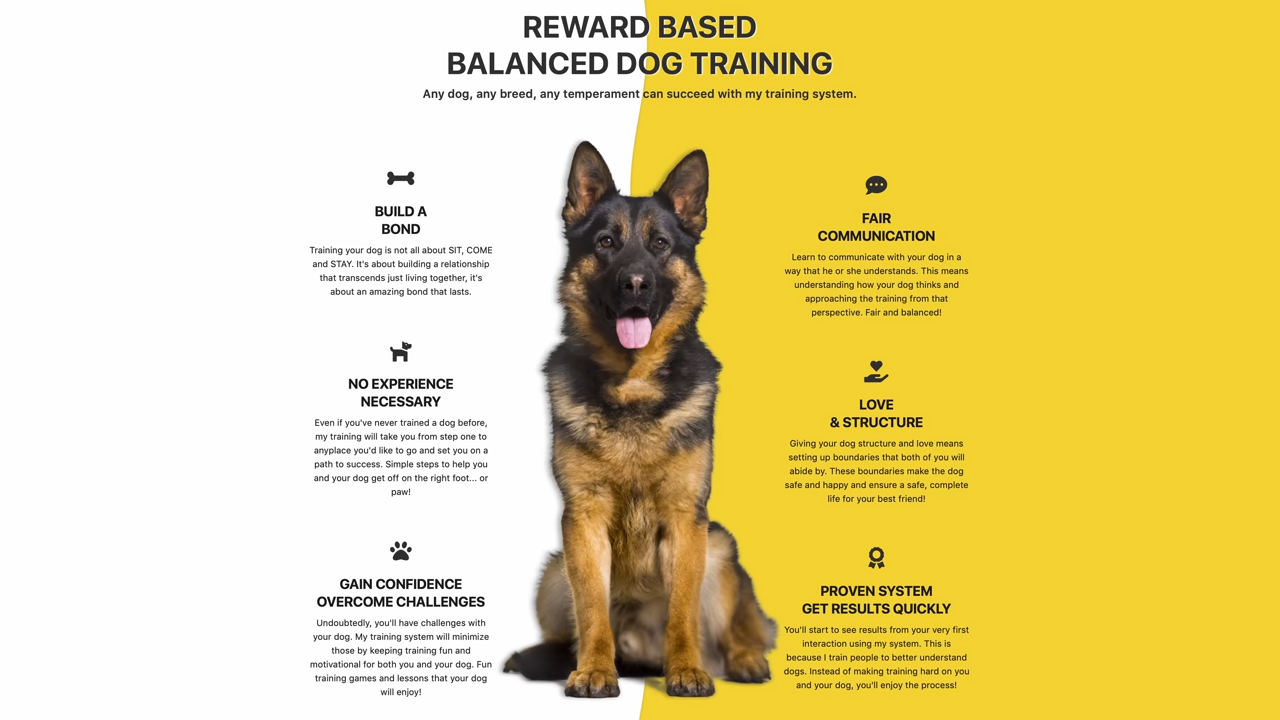 REWARD BASED
BALANCED DOG TRAINING
Any dog, any breed, any temperament can succeed with my training system.
BUILD A
BOND
Training your dog is not all about SIT, COME
and STAY. It's about building a relationship
that transcends just living together, it's
about an amazing bond that lasts.
NO EXPERIENCE
NECESSARY
Even if you've never trained a dog before,
my training will take you from step one to
anyplace you'd like to go and set you on a
path to success. Simple steps to help you
and your dog get off on the right foot... or
paw!
GAIN CONFIDENCE
OVERCOME CHALLENGES
Undoubtedly, you'll have challenges with
your dog. My training system will minimize
those by keeping training fun and
motivational for both you and your dog. Fun
training games and lessons that your dog
will enjoy!
FAIR
COMMUNICATION
Learn to communicate with your dog in a
way that he or she understands. This means
understanding how your dog thinks and
approaching the training from that
perspective. Fair and balanced!
LOVE
& STRUCTURE
Giving your dog structure and love means
setting up boundaries that both of you will
abide by. These boundaries make the dog
safe and happy and ensure a safe, complete
life for your best friend!
PROVEN SYSTEM
GET RESULTS QUICKLY
You'll start to see results from your very first
interaction using my system. This is
because I train people to better understand
dogs. Instead of making training hard on you
and your dog, you'll enjoy the process!